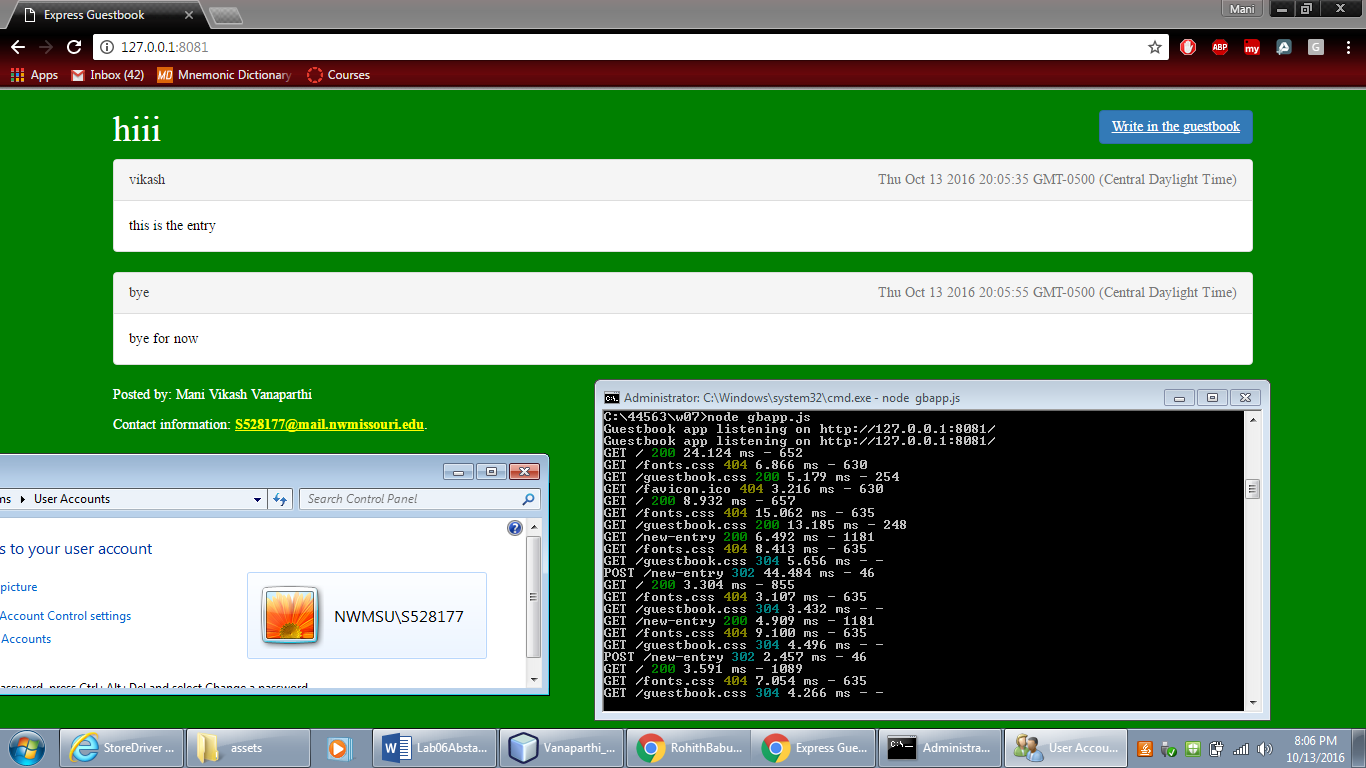 Express Guestbook
Mani
127.0.0.1:8081
ABP
my
G
Apps Inbox (42) MD Mnemonic Dictionary Courses
hiii
Write in the guestbook
vikash Thu Oct 13 2016 20:05:35 GMT-0500 (Central Daylight Time)
this is the entry
bye Thu Oct 13 2016 20:05:55 GMT-0500 (Central Daylight Time)
bye for now
Posted by: Mani Vikash Vanaparthi
Contact information: S528177@mail.nwmissouri.edu.
Administrator: C:\Windows\system32\cmd.exe - node gbapp.js
C:\44563\w07>node gbapp.js
Guestbook app listening on http://127.0.0.1:8081/
Guestbook app listening on http://127.0.0.1:8081/
GET / 200 24.124 ms - 652
GET /fonts.css 404 6.866 ms - 630
GET /guestbook.css 200 5.179 ms - 254
GET /favicon.ico 404 3.216 ms - 630
GET / 200 8.932 ms - 657
GET /fonts.css 404 15.062 ms - 635
GET /guestbook.css 200 13.185 ms - 248
GET /new-entry 200 6.492 ms - 1181
GET /fonts.css 404 8.413 ms - 635
GET /guestbook.css 304 5.656 ms - -
POST /new-entry 302 44.484 ms - 46
GET / 200 3.304 ms - 855
GET /fonts.css 404 3.107 ms - 635
GET /guestbook.css 304 3.432 ms - -
GET /new-entry 200 4.909 ms - 1181
GET /fonts.css 404 9.100 ms - 635
GET /guestbook.css 304 4.496 ms - -
POST /new-entry 302 2.457 ms - 46
GET / 200 3.591 ms - 1089
GET /fonts.css 404 7.054 ms - 635
GET /guestbook.css 304 4.266 ms - -
ms User Accounts Search Control Panel
s to your user account
picture
Account Control settings
Accounts
NWMSU\S528177
assword, press Ctrl+Alt+Del and select Change a password
StoreDriver ... assets Lab06Absta... Vanaparthi_... RohithBabu... Express Gue... Administra... User Accou...
8:06 PM
10/13/2016